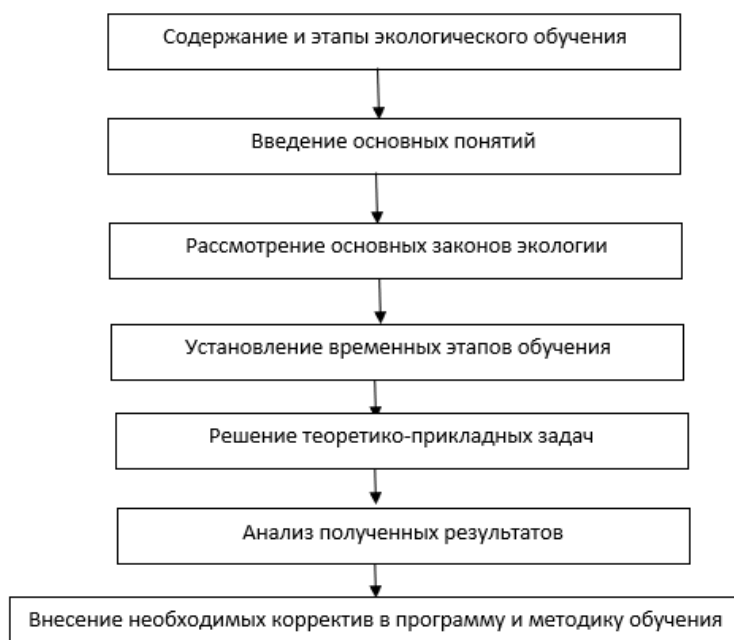 Содержание и этапы экологического обучения
Введение основных понятий
Рассмотрение основных законов экологии
Установление временных этапов обучения
Решение теоретико-прикладных задач
Анализ полученных результатов
Внесение необходимых корректив в программу и методику обучения